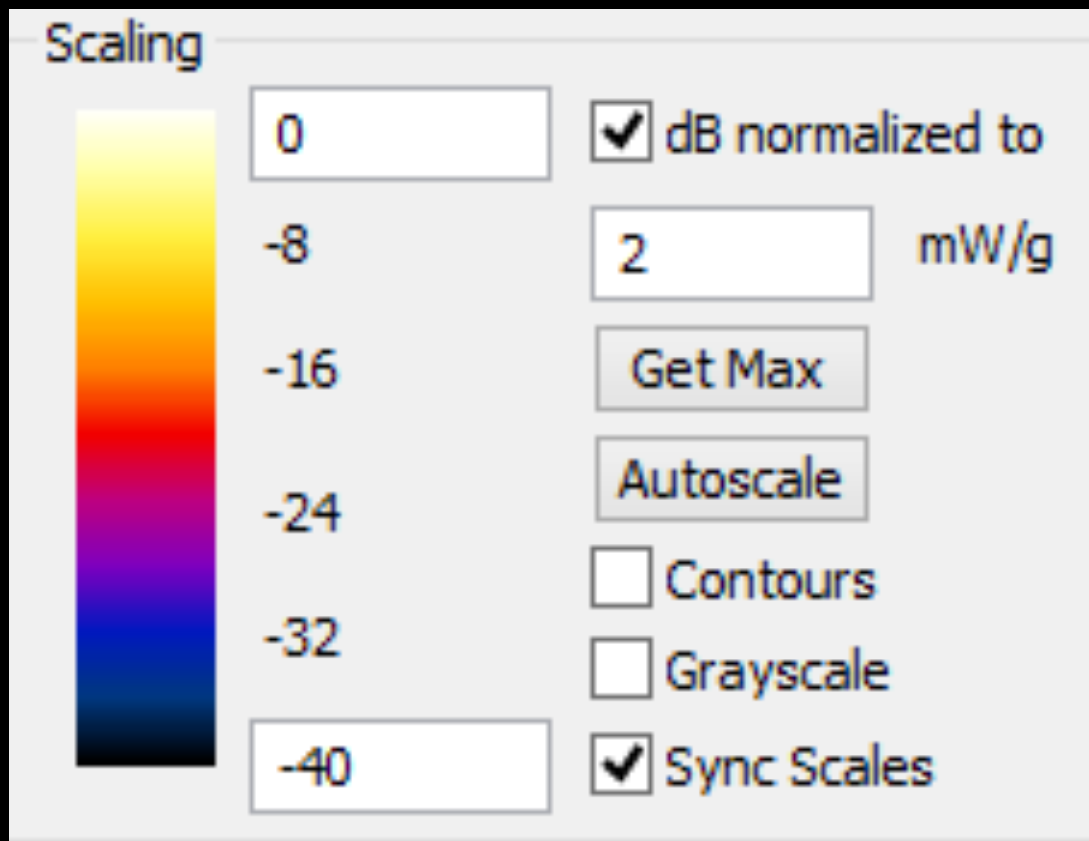 Scaling
0
dB normalized to
-8
2 mW/g
-16
Get Max
-24
Autoscale
Contours
-32
Grayscale
-40
Sync Scales